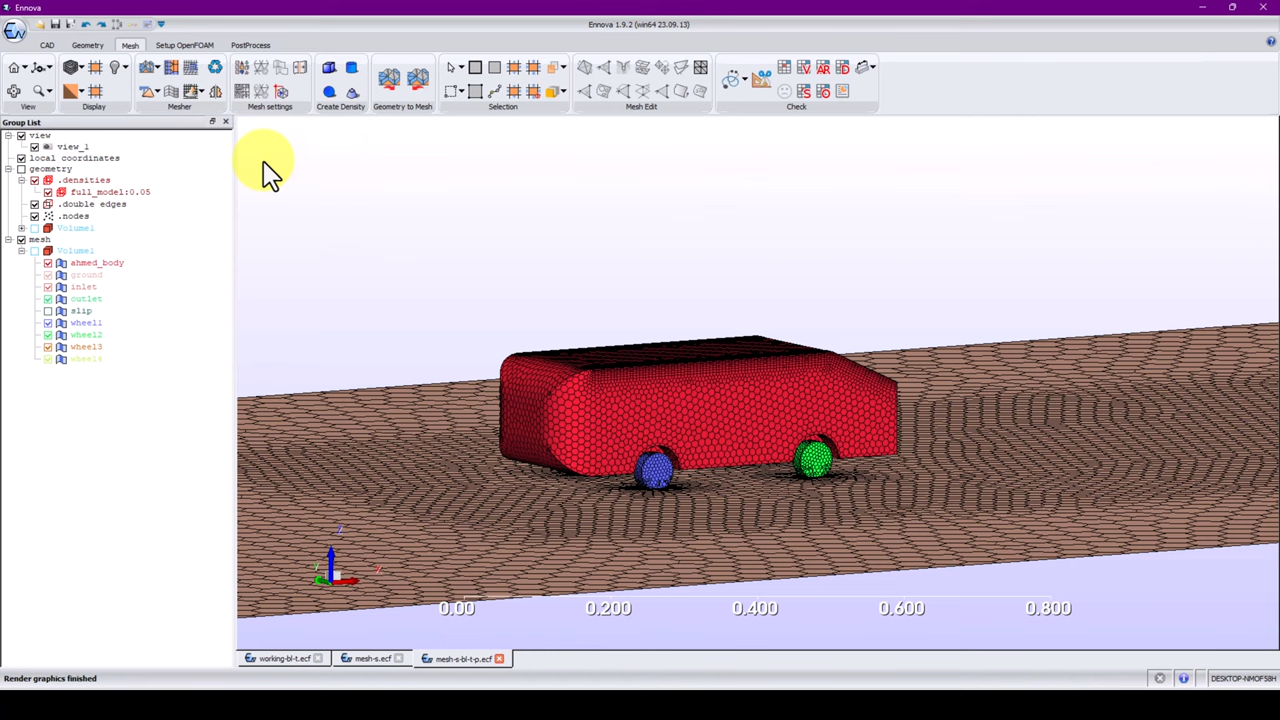 Ennova
Ennova 1.9.2 (win64 23.09.13)
CAD Geometry Mesh Setup OpenFOAM PostProcess
View Display Mesher Mesh settings Create Density Geometry to Mesh Selection Mesh Edit Check
Group List
view
view_1
local coordinates
geometry
.densities
full_model:0.05
.double edges
.nodes
Volume1
mesh
Volume1
ahmed_body
ground
inlet
outlet
slip
wheel1
wheel2
wheel3
wheel4
z
y
x
0.00 0.200 0.400 0.600 0.800
working-bl-t.ecf mesh-s.ecf mesh-s-bl-t-p.ecf
Render graphics finished
DESKTOP-NMOF58H